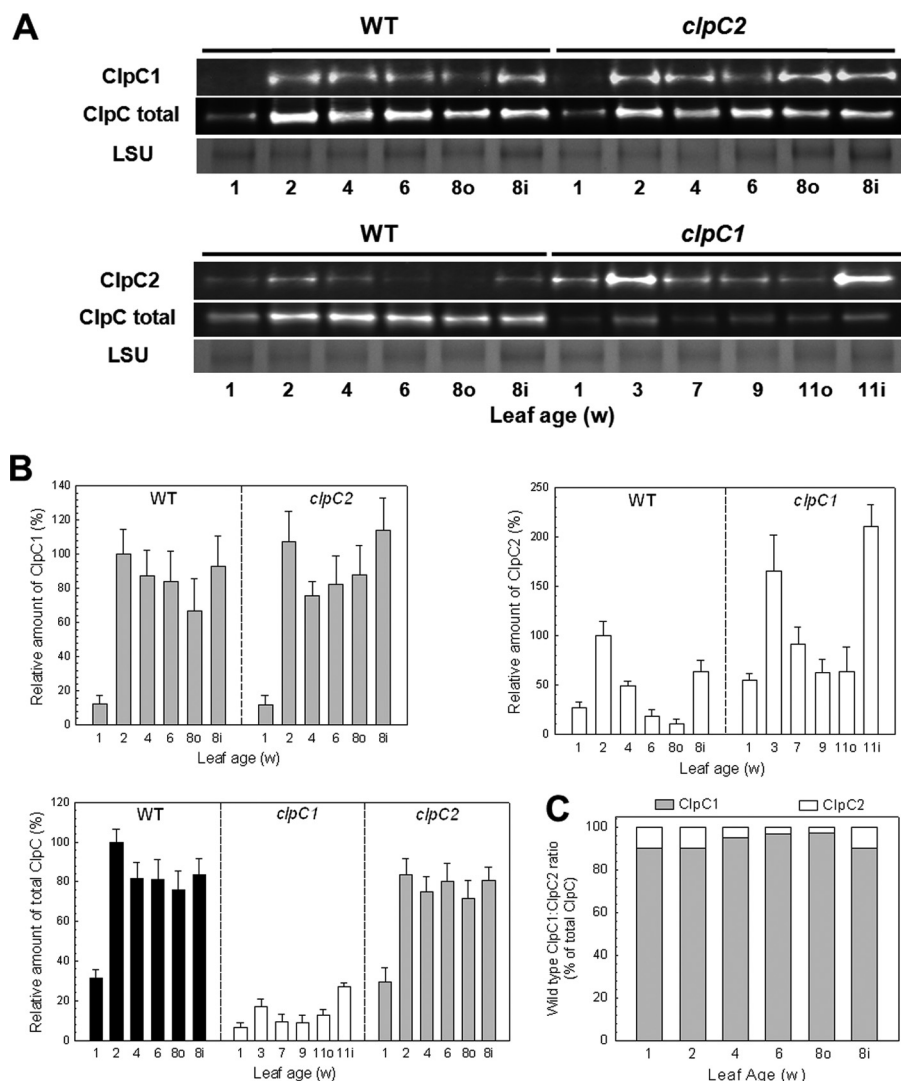 A
WT clpC2
ClpC1
ClpC total
LSU
1 2 4 6 8o 8i 1 2 4 6 8o 8i
WT clpC1
ClpC2
ClpC total
LSU
1 2 4 6 8o 8i 1 3 7 9 11o 11i
Leaf age (w)
B
Relative amount of ClpC1 (%)
140
120
100
80
60
40
20
0
WT clpC2
1 2 4 6 8o 8i 1 2 4 6 8o 8i
Leaf age (w)
Relative amount of ClpC2 (%)
250
200
150
100
50
0
WT clpC1
1 2 4 6 8o 8i 1 3 7 9 11o 11i
Leaf age (w)
Relative amount of total ClpC (%)
120
100
80
60
40
20
0
WT clpC1 clpC2
1 2 4 6 8o 8i 1 3 7 9 11o 11i 1 2 4 6 8o 8i
Leaf age (w)
C
ClpC1 ClpC2
Wild type ClpC1:ClpC2 ratio
(% of total ClpC)
100
80
60
40
20
0
1 2 4 6 8o 8i
Leaf Age (w)